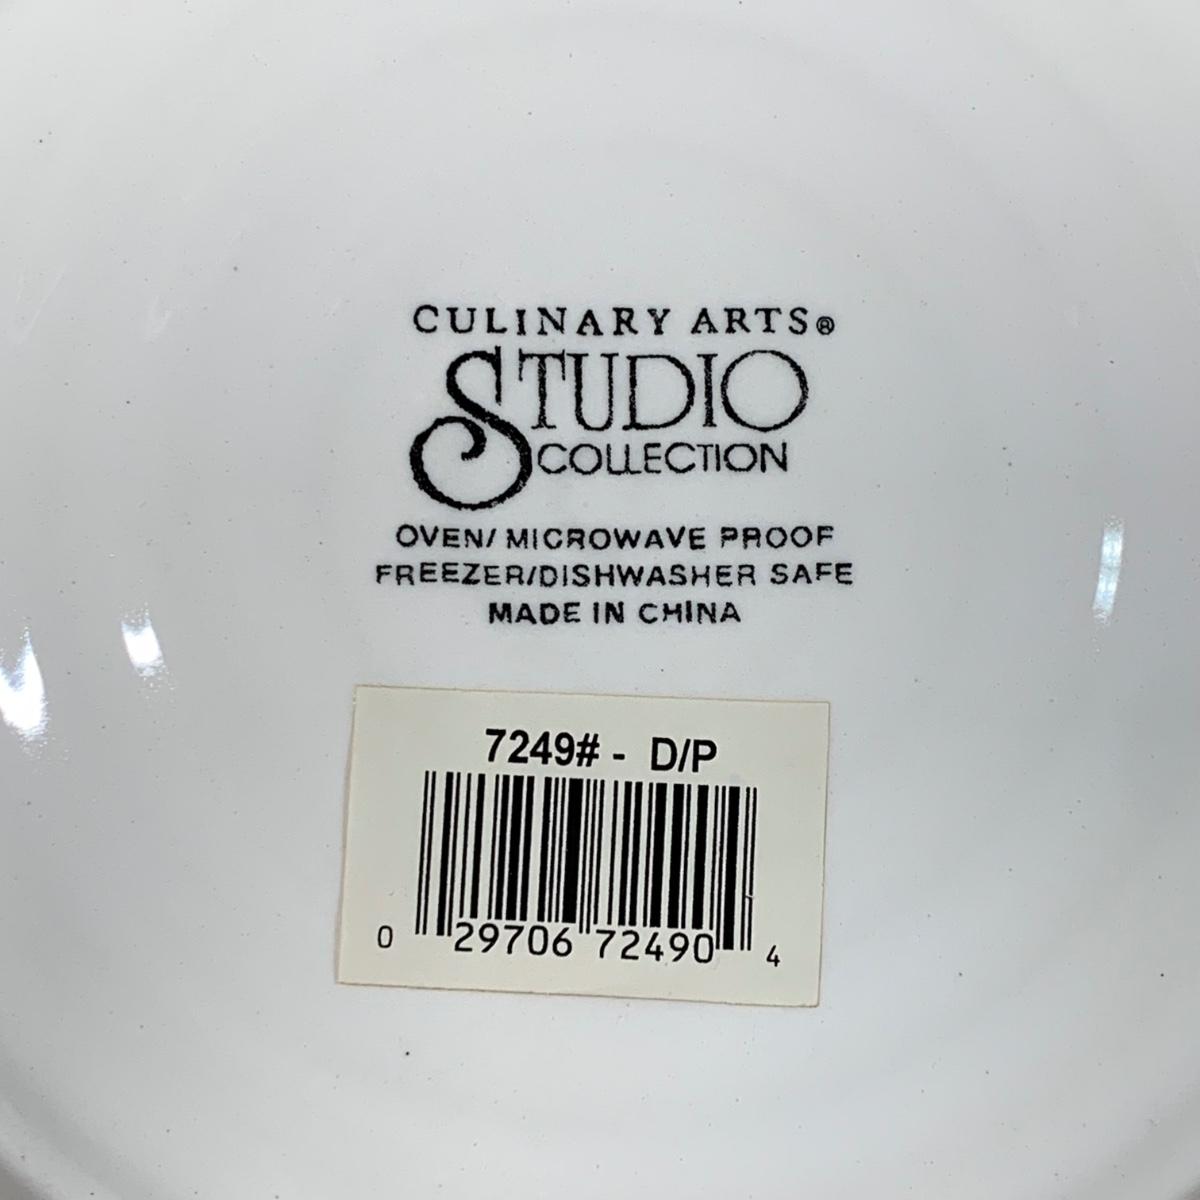 CULINARY ARTS®
STUDIO
COLLECTION
OVEN/ MICROWAVE PROOF
FREEZER/DISHWASHER SAFE
MADE IN CHINA
7249# - D/P
0 29706 72490 4